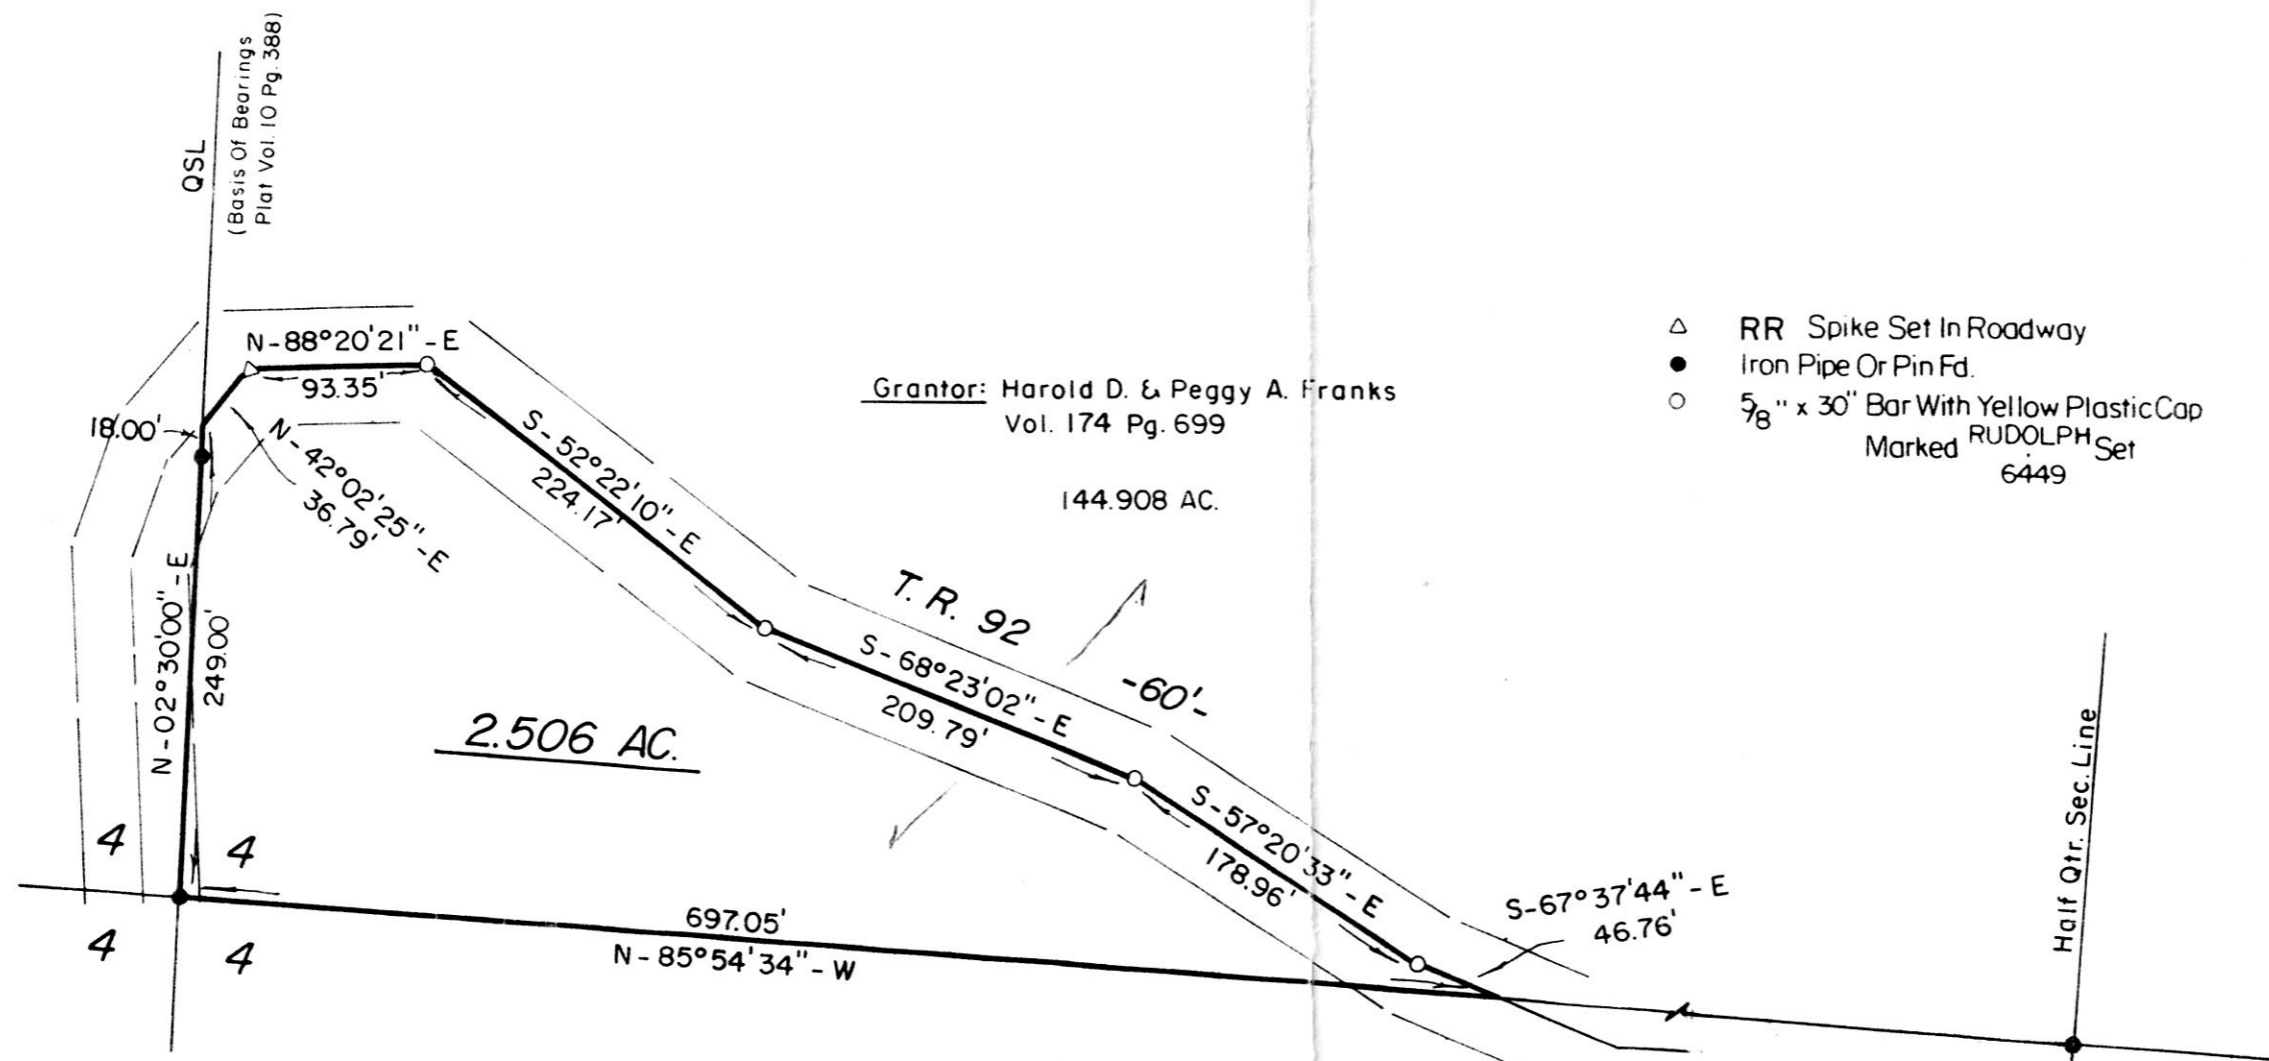 QSL
(Basis Of Bearings
Plat Vol. 10 Pg. 388)
N-88°20'21"-E
93.35'
18.00'
N-42°02'25"-E
36.79'
S-52°22'10"-E
224.17'
Grantor: Harold D. & Peggy A. Franks
Vol. 174 Pg. 699
144.908 AC.
△ RR Spike Set In Roadway
● Iron Pipe Or Pin Fd.
○ 5/8" x 30" Bar With Yellow Plastic Cap
Marked RUDOLPH Set
6449
N-02°30'00"-E
249.00'
T. R. 92
-60'-
S-68°23'02"-E
209.79'
2.506 AC.
S-57°20'33"-E
178.96'
S-67°37'44"-E
46.76'
Half Qtr. Sec. Line
4 4
4 4
697.05'
N-85°54'34"-W